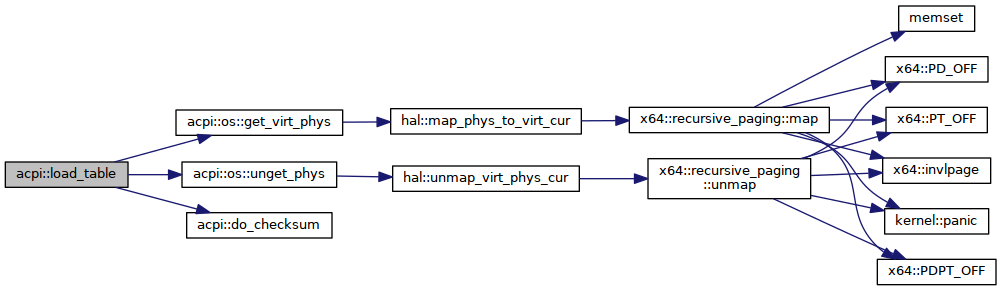 acpi::load_table
acpi::os::get_virt_phys
acpi::os::unget_phys
acpi::do_checksum
hal::map_phys_to_virt_cur
hal::unmap_virt_phys_cur
x64::recursive_paging::map
x64::recursive_paging
::unmap
memset
x64::PD_OFF
x64::PT_OFF
x64::invlpage
kernel::panic
x64::PDPT_OFF